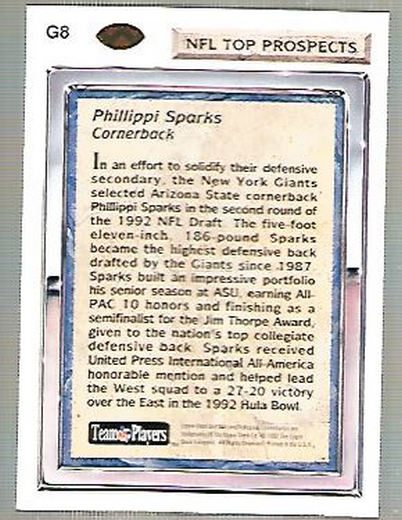 G8
NFL TOP PROSPECTS
Phillippi Sparks
Cornerback
In an effort to solidify their defensive
secondary, the New York Giants
selected Arizona State cornerback
Phillippi Sparks in the second round of
the 1992 NFL Draft. The five-foot
eleven-inch, 186-pound Sparks
became the highest defensive back
drafted by the Giants since 1987.
Sparks built an impressive portfolio
his senior season at ASU, earning All-
PAC 10 honors and finishing as a
semifinalist for the Jim Thorpe Award,
given to the nation's top collegiate
defensive back. Sparks received
United Press International All-America
honorable mention and helped lead
the West squad to a 27-20 victory
over the East in the 1992 Hula Bowl.
Team Players